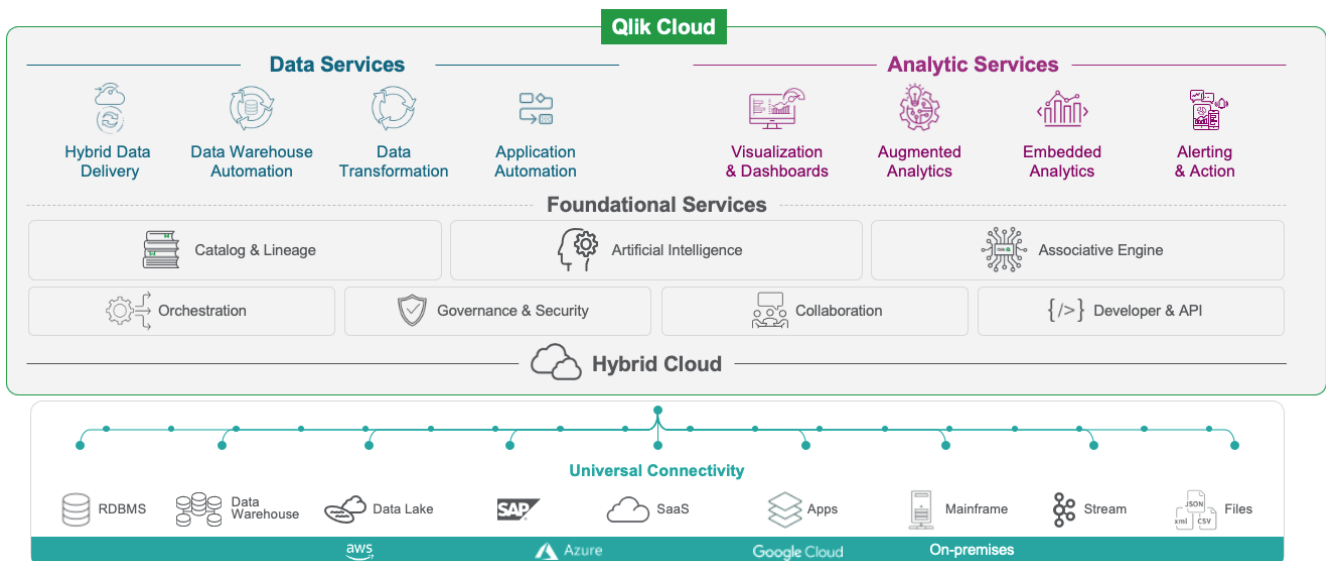 Qlik Cloud
Data Services
Analytic Services
Hybrid Data
Delivery
Data Warehouse
Automation
Data
Transformation
Application
Automation
Visualization
& Dashboards
Augmented
Analytics
Embedded
Analytics
Alerting
& Action
Foundational Services
Catalog & Lineage
Artificial Intelligence
Associative Engine
Orchestration
Governance & Security
Collaboration
{/>} Developer & API
Hybrid Cloud
Universal Connectivity
RDBMS
Data
Warehouse
Data Lake
SAP
SaaS
Apps
Mainframe
Stream
JSON
xml
CSV
Files
aws
Azure
Google Cloud
On-premises